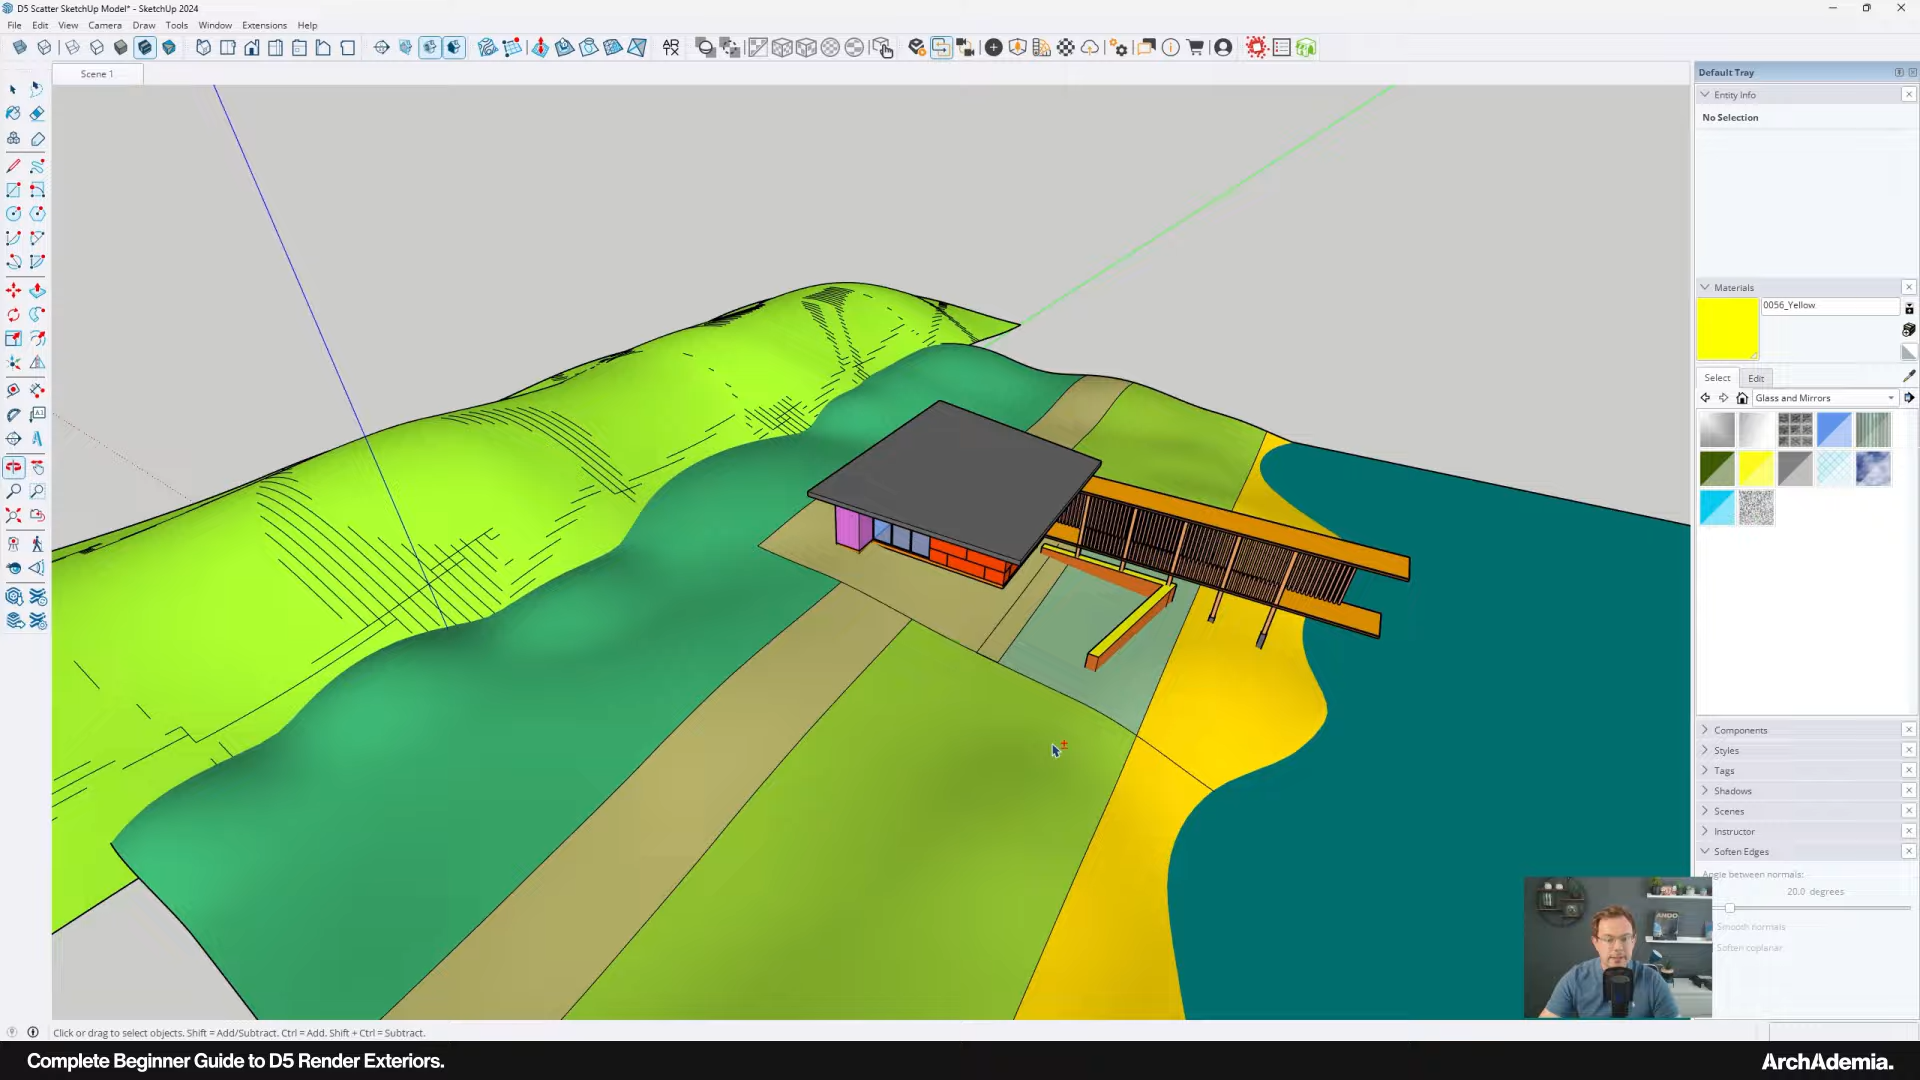 D5 Scatter SketchUp Model* - SketchUp 2024
File Edit View Camera Draw Tools Window Extensions Help
Scene 1
Default Tray
Entity Info
No Selection
Materials
0056_Yellow
Select
Edit
Glass and Mirrors
Components
Styles
Tags
Shadows
Scenes
Instructor
Soften Edges
Angle between normals:
20.0 degrees
Smooth normals
Soften coplanar
Click or drag to select objects. Shift = Add/Subtract. Ctrl = Add. Shift + Ctrl = Subtract.
Complete Beginner Guide to D5 Render Exteriors.
ArchAdemia.